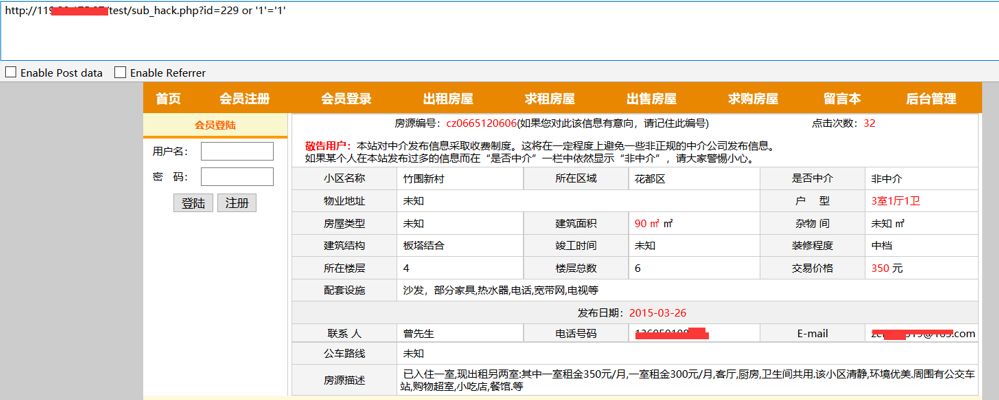 /test/sub_hack.php?id=229 or '1'='1'
Enable Post data Enable Referrer
首页 会员注册 会员登录 出租房屋 求租房屋 出售房屋 求购房屋 留言本 后台管理
会员登陆
用户名:
密 码:
登陆 注册
房源编号：cz0665120606(如果您对此该信息有意向，请记住此编号) 点击次数：32
敬告用户：本站对中介发布信息采取收费制度。这将在一定程度上避免一些非正规的中介公司发布信息。
如果某个人在本站发布过多的信息而在“是否中介”一栏中依然显示“非中介”，请大家警惕小心。
小区名称 竹围新村 所在区域 花都区 是否中介 非中介
物业地址 未知 户 型 3室1厅1卫
房屋类型 未知 建筑面积 90 ㎡ ㎡ 杂物 间 未知 ㎡
建筑结构 板塔结合 竣工时间 未知 装修程度 中档
所在楼层 4 楼层总数 6 交易价格 350 元
配套设施 沙发，部分家具,热水器,电话,宽带网,电视等
发布日期：2015-03-26
联系 人 曾先生 电话号码 E-mail .com
公车路线 未知
房源描述 已入住一室,现出租另两室:其中一室租金350元/月,一室租金300元/月,客厅,厨房,卫生间共用.该小区清静,环境优美.周围有公交车
站,购物超室,小吃店,餐馆.等